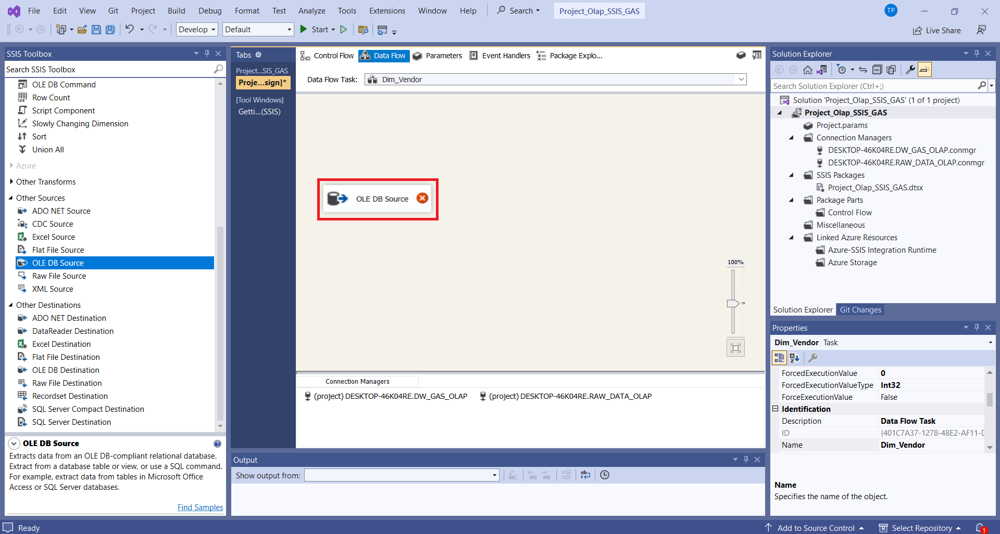 File Edit View Git Project Build Debug Format Test Analyze Tools Extensions Window Help Search Project_Olap_SSIS_GAS TP
Develop Default Start Live Share
SSIS Toolbox
Search SSIS Toolbox
OLE DB Command
Row Count
Script Component
Slowly Changing Dimension
Sort
Union All
Azure
Other Transforms
Other Sources
ADO NET Source
CDC Source
Excel Source
Flat File Source
OLE DB Source
Raw File Source
XML Source
Other Destinations
ADO NET Destination
DataReader Destination
Excel Destination
Flat File Destination
OLE DB Destination
Raw File Destination
Recordset Destination
SQL Server Compact Destination
SQL Server Destination
OLE DB Source
Extracts data from an OLE DB-compliant relational database.
Extract from a database table or view, or use a SQL command.
For example, extract data from tables in Microsoft Office
Access or SQL Server databases.
Find Samples
Tabs
Project...SIS_GAS
Proje...sign]*
[Tool Windows]
Getti...(SSIS)
Control Flow Data Flow Parameters Event Handlers Package Explo...
Data Flow Task: Dim_Vendor
OLE DB Source
100%
Connection Managers
(project) DESKTOP-46K04RE.DW_GAS_OLAP (project) DESKTOP-46K04RE.RAW_DATA_OLAP
Output
Show output from:
Solution Explorer
Search Solution Explorer (Ctrl+;)
Solution 'Project_Olap_SSIS_GAS' (1 of 1 project)
Project_Olap_SSIS_GAS
Project.params
Connection Managers
DESKTOP-46K04RE.DW_GAS_OLAP.conmgr
DESKTOP-46K04RE.RAW_DATA_OLAP.conmgr
SSIS Packages
Project_Olap_SSIS_GAS.dtsx
Package Parts
Control Flow
Miscellaneous
Linked Azure Resources
Azure-SSIS Integration Runtime
Azure Storage
Solution Explorer Git Changes
Properties
Dim_Vendor Task
ForcedExecutionValue 0
ForcedExecutionValueType Int32
ForceExecutionValue False
Identification
Description Data Flow Task
ID {401C7A37-1278-48E2-AF11-D
Name Dim_Vendor
Name
Specifies the name of the object.
Ready Add to Source Control Select Repository 1